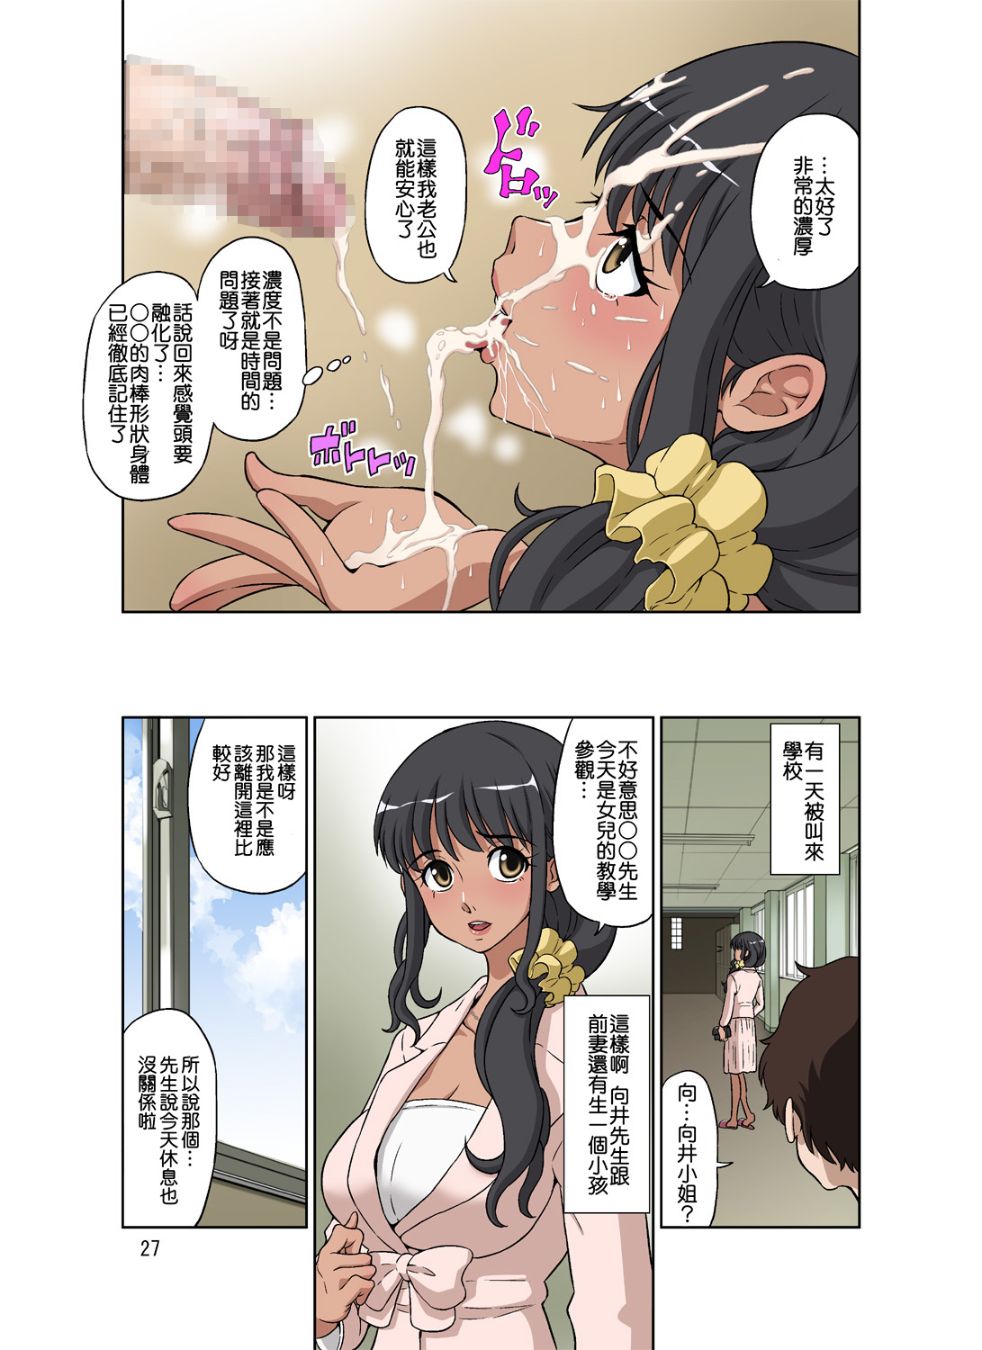 …太好了
非常的濃厚
ドロッ
這樣我老公也
就能安心了
濃度不是問題…
接著就是時間的
問題了呀
話說回來感覺頭要
融化了…
○○的肉棒形狀身體
已經徹底記住了
ボトトッ
有一天被叫來
學校
向…向井小姐？
不好意思○○先生
今天是女兒的教學
參觀…
這樣啊 向井先生跟
前妻還有生一個小孩
這樣呀
那我是不是應
該離開這裡比
較好
所以說那個…
先生說今天休息也
沒關係啦
27